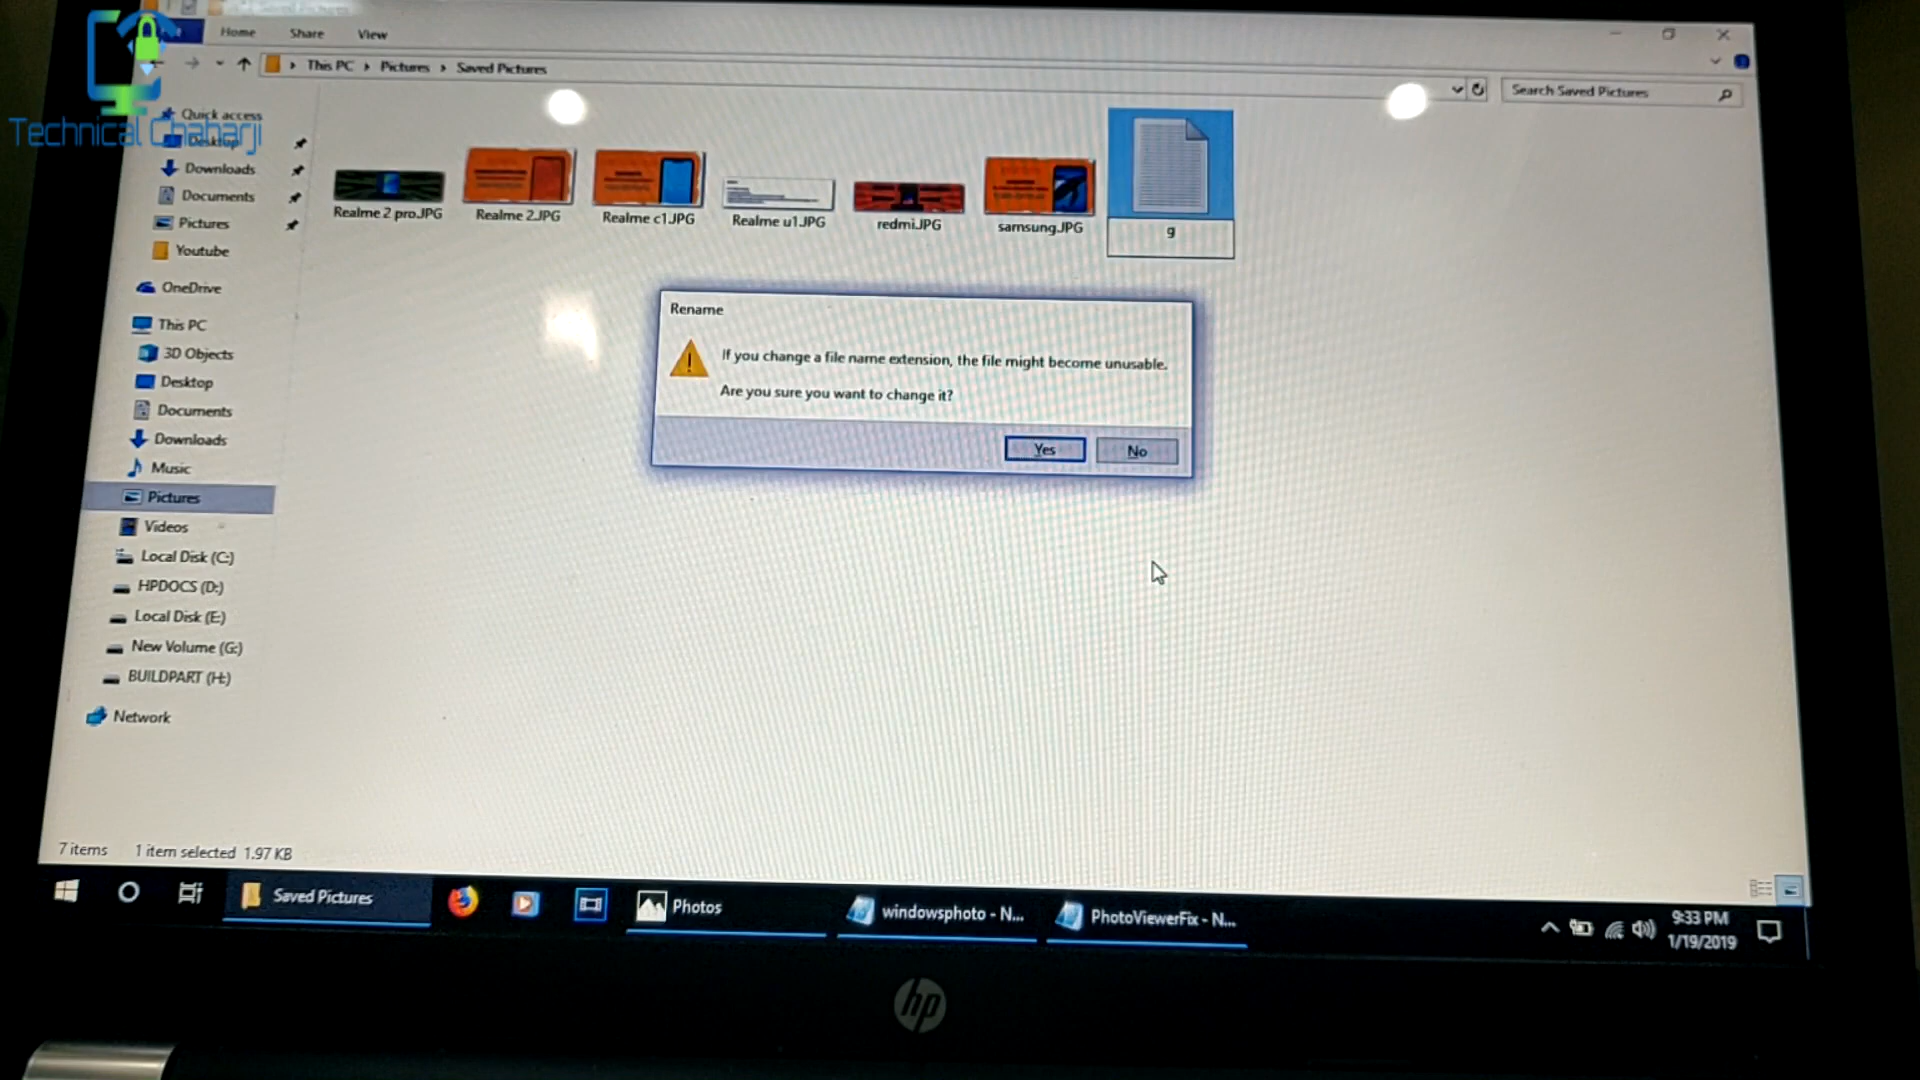 Home Share View
This PC Pictures Saved Pictures
Search Saved Pictures
Technical Chaharji
Quick access
Desktop
Downloads
Documents
Pictures
Youtube
OneDrive
This PC
3D Objects
Desktop
Documents
Downloads
Music
Pictures
Videos
Local Disk (C:)
HPDOCS (D:)
Local Disk (E:)
New Volume (G:)
BUILDPART (H:)
Network
Realme 2 pro.JPG
Realme 2.JPG
Realme c1.JPG
Realme u1.JPG
redmi.JPG
samsung.JPG
g
Rename
If you change a file name extension, the file might become unusable.
Are you sure you want to change it?
Yes No
7 items 1 item selected 1.97 KB
Saved Pictures
Photos
windowsphoto - N...
PhotoViewerFix - N...
9:33 PM
1/19/2019
hp